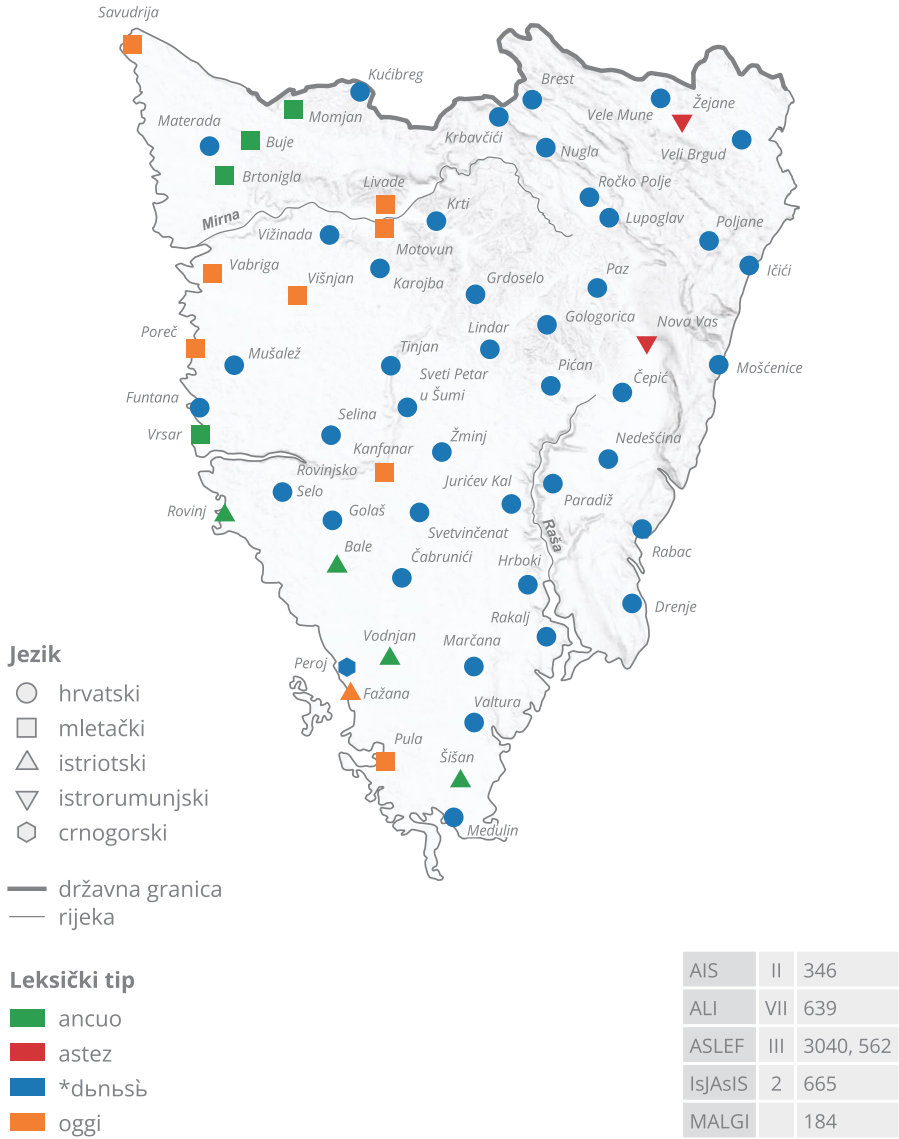 Savudrija
Kućibreg
Brest
Momjan
Vele Mune
Žejane
Materada
Krbavčići
Buje
Nugla
Veli Brgud
Brtonigla
Livade
Ročko Polje
Mirna
Krti
Lupoglav
Poljane
Vižinada
Motovun
Vabriga
Višnjan
Karojba
Grdoselo
Paz
Ičići
Poreč
Lindar
Gologorica
Nova Vas
Mušalež
Tinjan
Pićan
Mošćenice
Sveti Petar
u Šumi
Čepić
Funtana
Selina
Vrsar
Kanfanar
Žminj
Nedešćina
Rovinjsko
Selo
Jurićev Kal
Paradiž
Rovinj
Golaš
Svetvinčenat
Raša
Bale
Čabrunići
Hrboki
Rabac
Rakalj
Drenje
Vodnjan
Marčana
Peroj
Fažana
Valtura
Pula
Šišan
Medulin
Jezik
hrvatski
mletački
istriotski
istrorumunjski
crnogorski
državna granica
rijeka
Leksički tip
ancuo
astez
*dьnьsь̀
oggi
AIS II 346
ALI VII 639
ASLEF III 3040, 562
IsJAsIS 2 665
MALGI 184